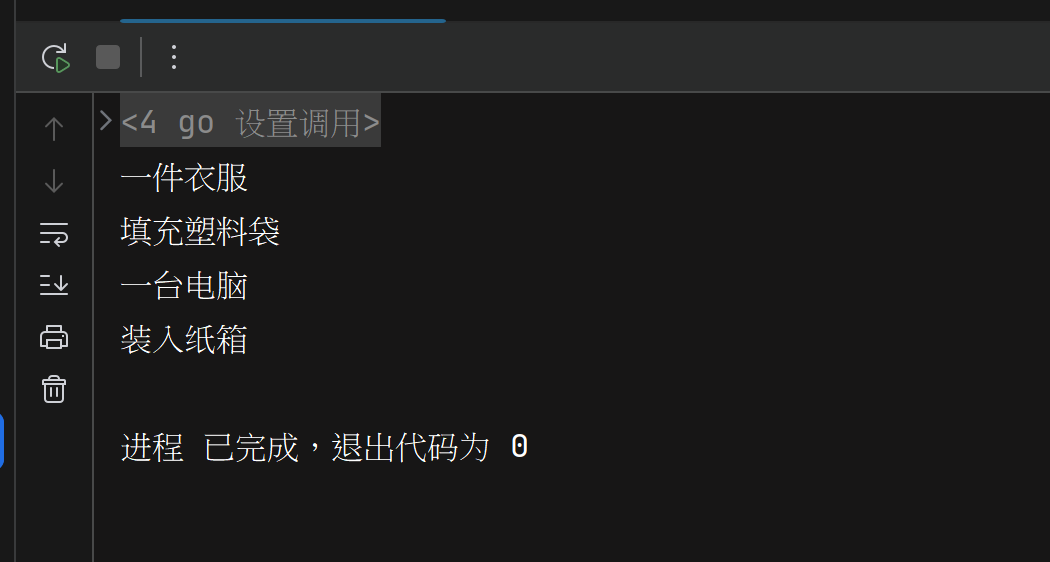 <4 go 设置调用>
一件衣服
填充塑料袋
一台电脑
装入纸箱
进程 已完成，退出代码为 0